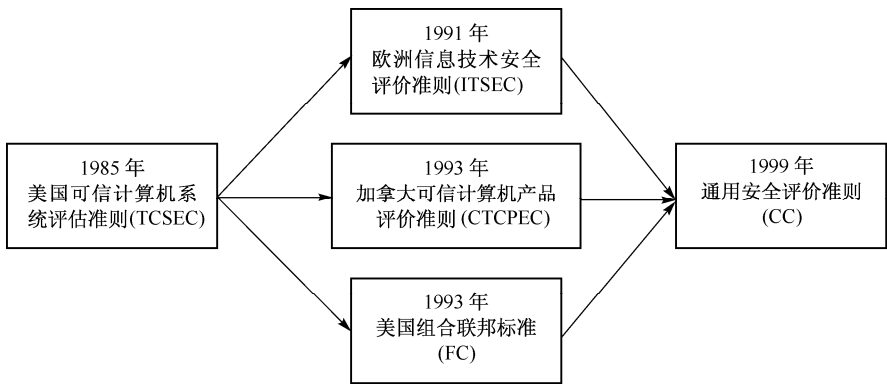 1991 年
欧洲信息技术安全
评价准则(ITSEC)
1985 年
美国可信计算机系
统评估准则(TCSEC)
1993 年
加拿大可信计算机产品
评价准则(CTCPEC)
1999 年
通用安全评价准则
(CC)
1993 年
美国组合联邦标准
(FC)